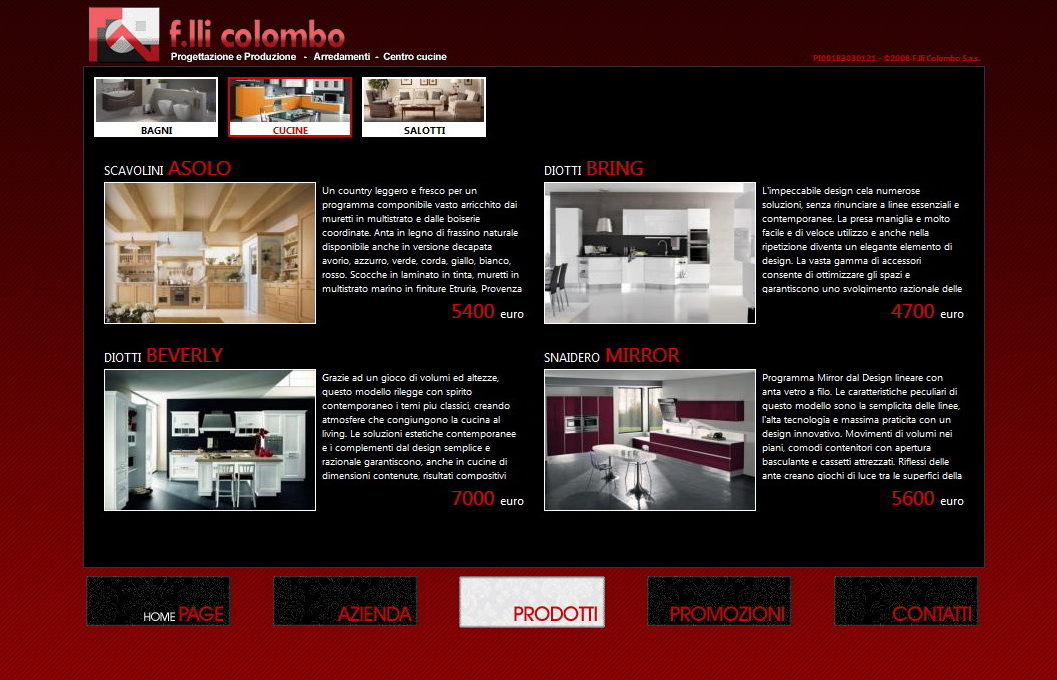 f.lli colombo
Progettazione e Produzione - Arredamenti - Centro cucine
PI00183030121 - ©2008 F.lli Colombo S.a.s.
BAGNI
CUCINE
SALOTTI
SCAVOLINI ASOLO
Un country leggero e fresco per un
programma componibile vasto arricchito dai
muretti in multistrato e dalle boiserie
coordinate. Anta in legno di frassino naturale
disponibile anche in versione decapata
avorio, azzurro, verde, corda, giallo, bianco,
rosso. Scocche in laminato in tinta, muretti in
multistrato marino in finiture Etruria, Provenza
5400 euro
DIOTTI BRING
L'impeccabile design cela numerose
soluzioni, senza rinunciare a linee essenziali e
contemporanee. La presa maniglia e molto
facile e di veloce utilizzo e anche nella
ripetizione diventa un elegante elemento di
design. La vasta gamma di accessori
consente di ottimizzare gli spazi e
garantiscono uno svolgimento razionale delle
4700 euro
DIOTTI BEVERLY
Grazie ad un gioco di volumi ed altezze,
questo modello rilegge con spirito
contemporaneo i temi piu classici, creando
atmosfere che congiungono la cucina al
living. Le soluzioni estetiche contemporanee
e i complementi dal design semplice e
razionale garantiscono, anche in cucine di
dimensioni contenute, risultati compositivi
7000 euro
SNAIDERO MIRROR
Programma Mirror dal Design lineare con
anta vetro a filo. Le caratteristiche peculiari di
questo modello sono la semplicita delle linee,
l'alta tecnologia e massima praticita con un
design innovativo. Movimenti di volumi nei
piani, comodi contenitori con apertura
basculante e cassetti attrezzati. Riflessi delle
ante creano giochi di luce tra le superfici della
5600 euro
HOME PAGE
AZIENDA
PRODOTTI
PROMOZIONI
CONTATTI